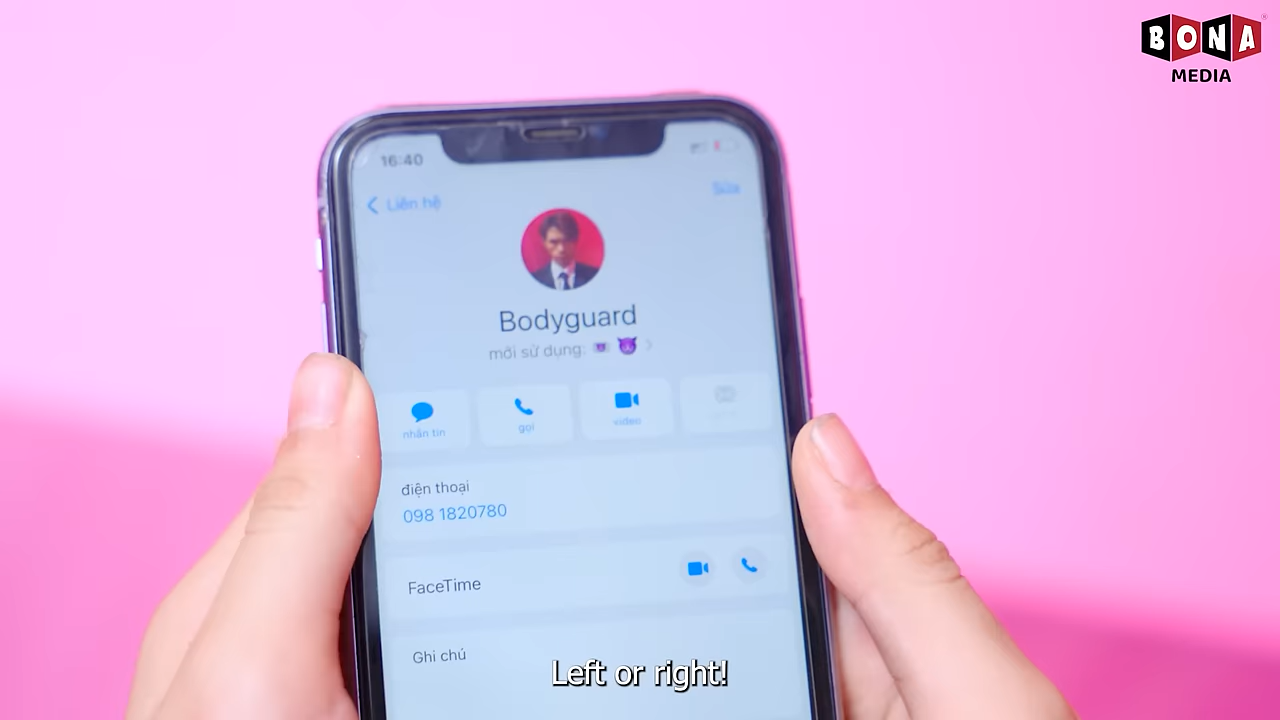 BONA
MEDIA
16:40
Liên hệ
Sửa
Bodyguard
mới sử dụng:
nhắn tin
gọi
video
điện thoại
098 1820780
FaceTime
Ghi chú
Left or right!